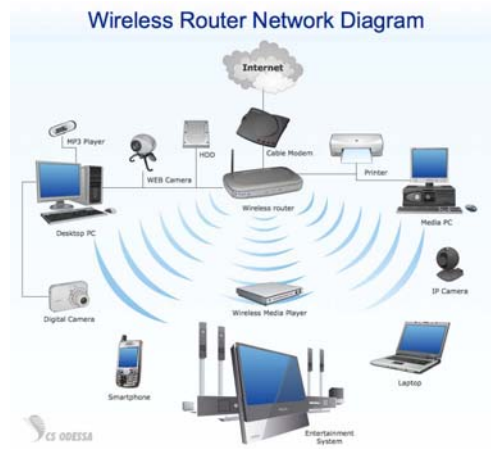 Wireless Router Network Diagram
Internet
MP3 Player
HDD
Cable Modem
WEB Camera
Printer
Wireless router
Desktop PC
Media PC
IP Camera
Digital Camera
Wireless Media Player
Smartphone
Laptop
Entertainment
System
CS ODESSA